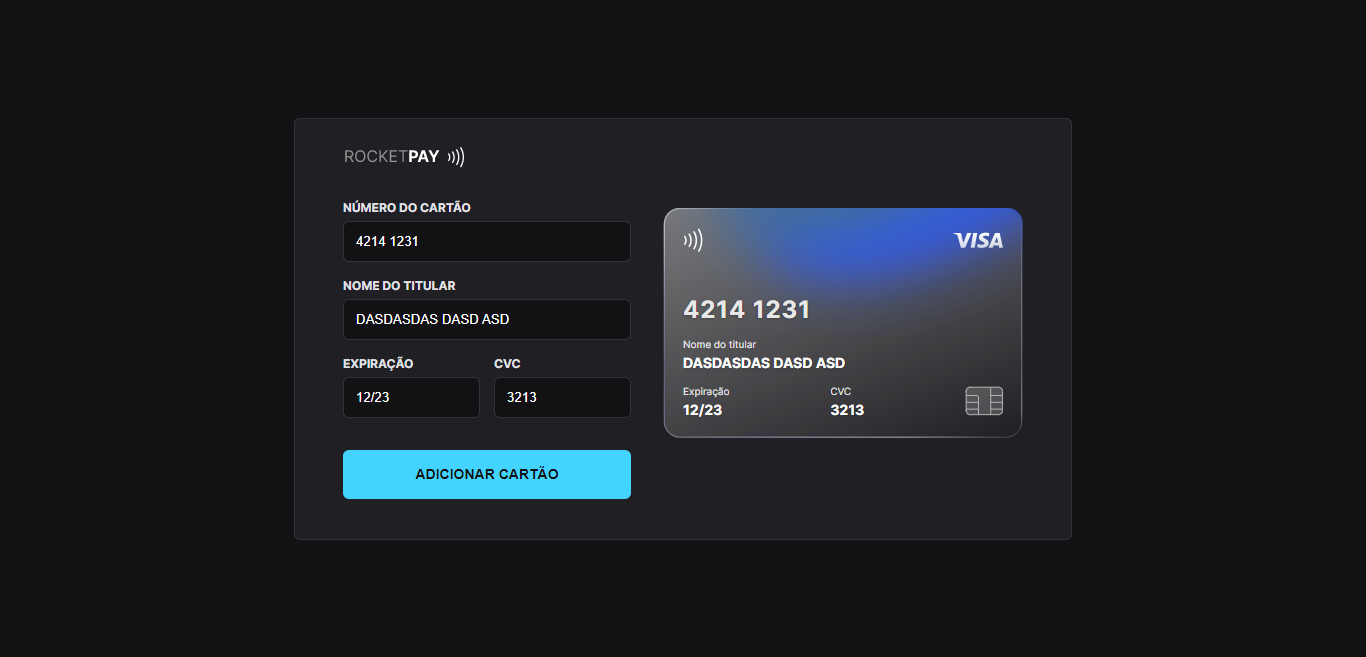 ROCKETPAY
NÚMERO DO CARTÃO
4214 1231
NOME DO TITULAR
DASDASDAS DASD ASD
EXPIRAÇÃO CVC
12/23 3213
ADICIONAR CARTÃO
VISA
4214 1231
Nome do titular
DASDASDAS DASD ASD
Expiração CVC
12/23 3213